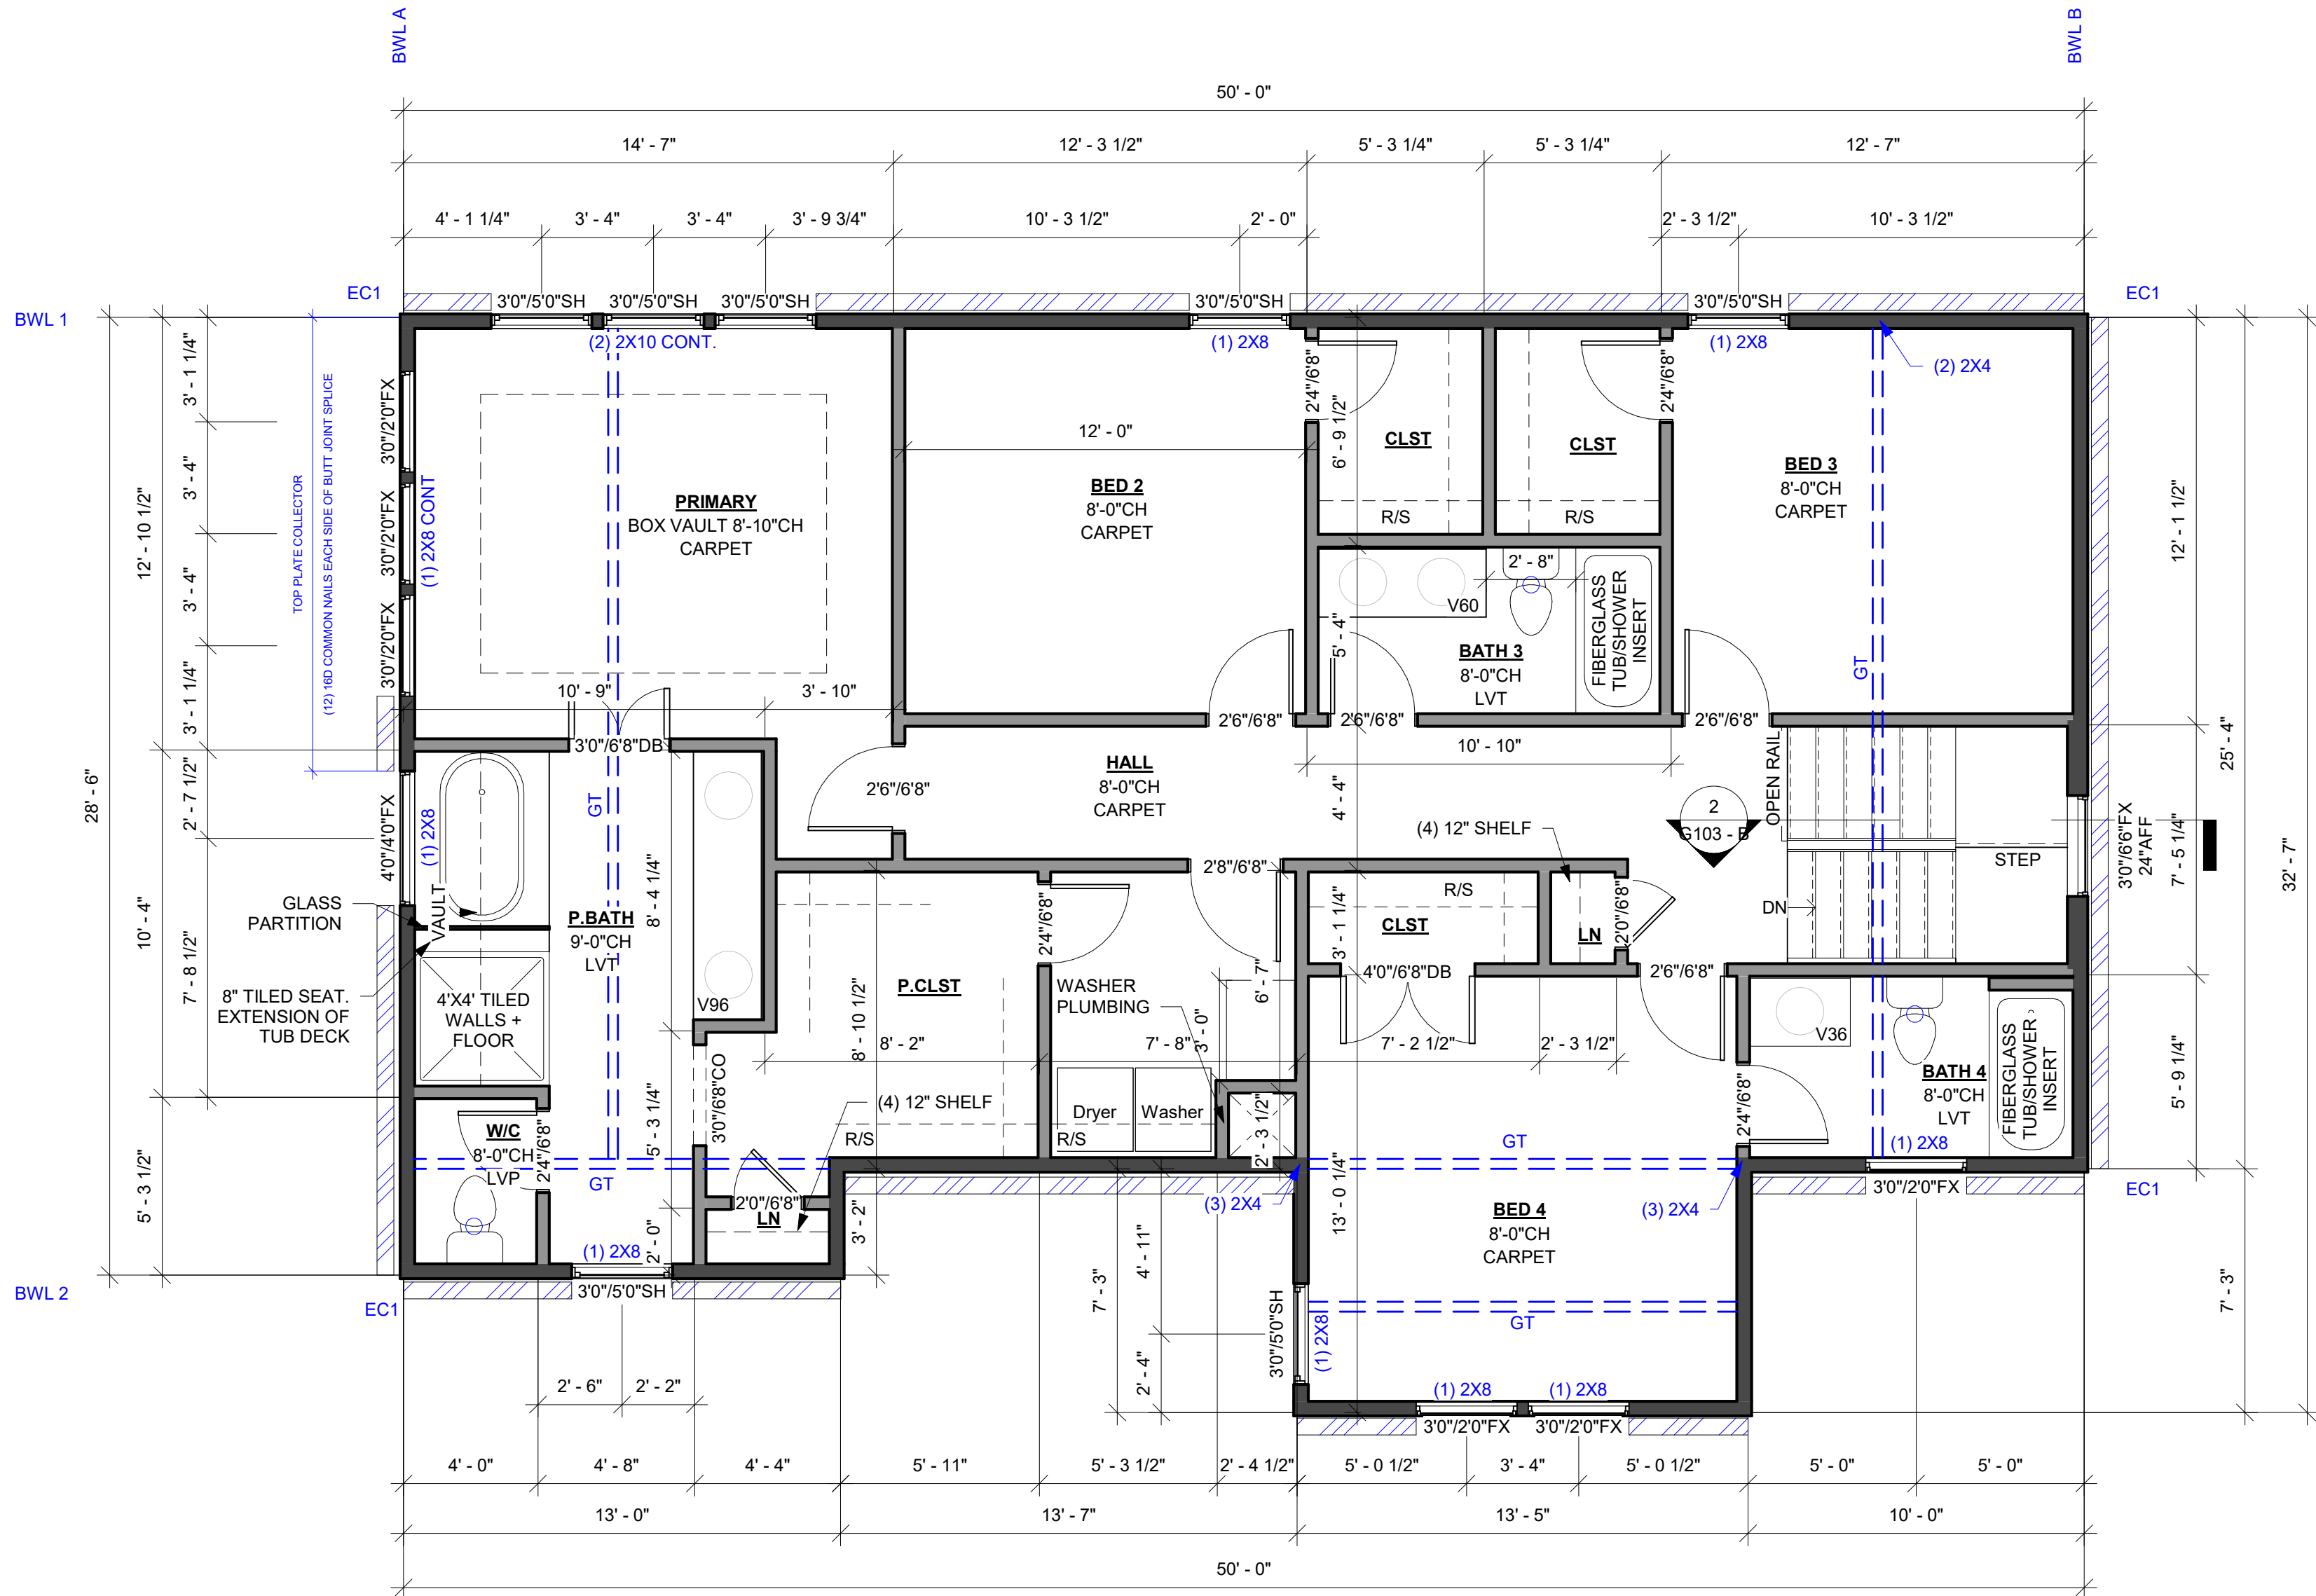 BWL A
BWL B
50' - 0"
14' - 7"
12' - 3 1/2"
5' - 3 1/4"
5' - 3 1/4"
12' - 7"
4' - 1 1/4"
3' - 4"
3' - 4"
3' - 9 3/4"
10' - 3 1/2"
2' - 0"
2' - 3 1/2"
10' - 3 1/2"
EC1
3'0"/5'0"SH
3'0"/5'0"SH
3'0"/5'0"SH
3'0"/5'0"SH
3'0"/5'0"SH
EC1
BWL 1
(2) 2X10 CONT.
(1) 2X8
(1) 2X8
(2) 2X4
28' - 6"
12' - 10 1/2"
10' - 4"
5' - 3 1/2"
3' - 1 1/4"
3' - 4"
3' - 4"
3' - 1 1/4"
2' - 7 1/2"
7' - 8 1/2"
TOP PLATE COLLECTOR
(12) 16D COMMON NAILS EACH SIDE OF BUTT JOINT SPLICE
3'0"/2'0"FX
3'0"/2'0"FX
3'0"/2'0"FX
(1) 2X8 CONT
4'0"/4'0"FX
(1) 2X8
PRIMARY
BOX VAULT 8'-10"CH
CARPET
12' - 0"
BED 2
8'-0"CH
CARPET
2'4"/6'8"
6' - 9 1/2"
CLST
R/S
CLST
R/S
2'4"/6'8"
BED 3
8'-0"CH
CARPET
GT
2' - 8"
V60
5' - 4"
BATH 3
8'-0"CH
LVT
FIBERGLASS
TUB/SHOWER
INSERT
10' - 9"
3' - 10"
3'0"/6'8"DB
2'6"/6'8"
2'6"/6'8"
2'6"/6'8"
10' - 10"
OPEN RAIL
HALL
8'-0"CH
CARPET
2'6"/6'8"
4' - 4"
(4) 12" SHELF
2
G103 - B
STEP
DN
3'0"/6'6"FX
24"AFF
12' - 1 1/2"
7' - 5 1/4"
5' - 9 1/4"
25' - 4"
7' - 3"
32' - 7"
GT
8' - 4 1/4"
GLASS
PARTITION
VAULT
P.BATH
9'-0"CH
LVT
8" TILED SEAT.
EXTENSION OF
TUB DECK
4'X4' TILED
WALLS +
FLOOR
V96
P.CLST
8' - 10 1/2"
8' - 2"
2'4"/6'8"
2'8"/6'8"
WASHER
PLUMBING
6' - 7"
3' - 0"
7' - 8"
3' - 1 1/4"
R/S
CLST
LN
2'0"/6'8"
4'0"/6'8"DB
2'6"/6'8"
7' - 2 1/2"
2' - 3 1/2"
V36
BATH 4
8'-0"CH
LVT
FIBERGLASS
TUB/SHOWER
INSERT
2'4"/6'8"
(1) 2X8
3'0"/2'0"FX
EC1
3'0"/6'8"CO
5' - 3 1/4"
(4) 12" SHELF
R/S
Dryer
Washer
R/S
2' - 3 1/2"
W/C
8'-0"CH
LVP
2'4"/6'8"
GT
2'0"/6'8"
LN
3' - 2"
2' - 0"
(1) 2X8
3'0"/5'0"SH
BWL 2
EC1
(3) 2X4
13' - 0 1/4"
GT
BED 4
8'-0"CH
CARPET
(3) 2X4
GT
7' - 3"
4' - 11"
2' - 4"
3'0"/5'0"SH
(1) 2X8
(1) 2X8
(1) 2X8
3'0"/2'0"FX
3'0"/2'0"FX
2' - 6"
2' - 2"
4' - 0"
4' - 8"
4' - 4"
5' - 11"
5' - 3 1/2"
2' - 4 1/2"
5' - 0 1/2"
3' - 4"
5' - 0 1/2"
5' - 0"
5' - 0"
13' - 0"
13' - 7"
13' - 5"
10' - 0"
50' - 0"